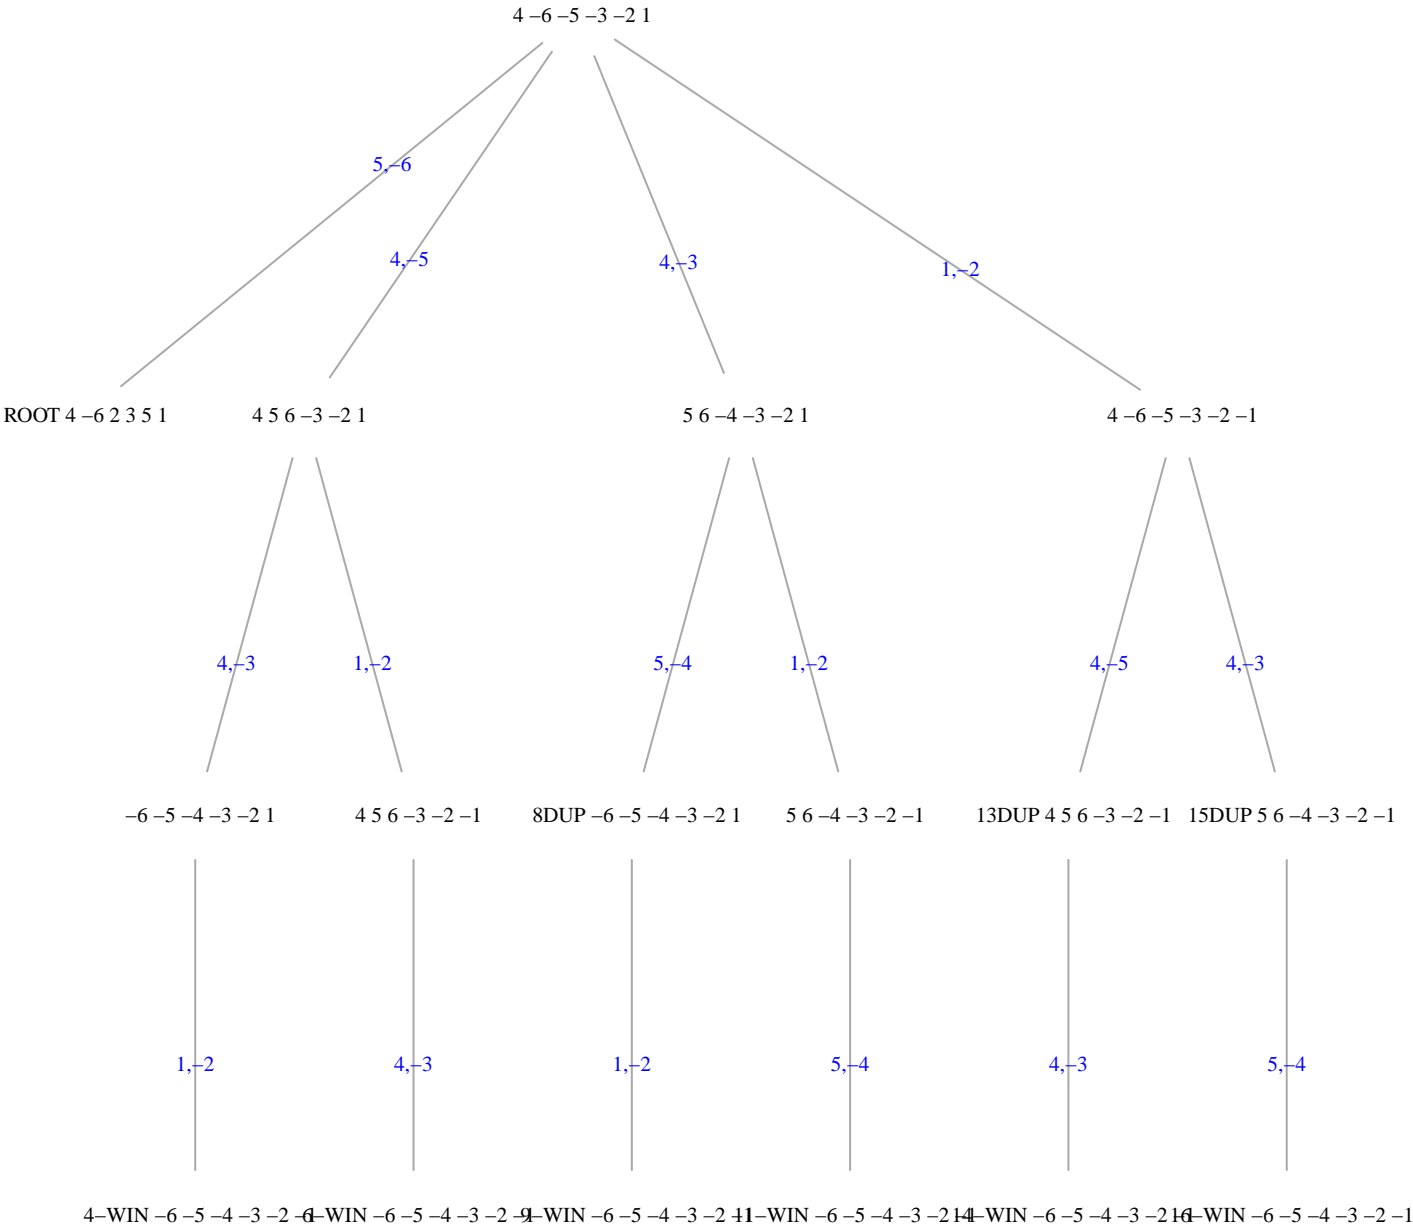 4 –6 –5 –3 –2 1
5,–6
4,–5
4,–3
1,–2
ROOT 4 –6 2 3 5 1
4 5 6 –3 –2 1
5 6 –4 –3 –2 1
4 –6 –5 –3 –2 –1
4,–3
1,–2
5,–4
1,–2
4,–5
4,–3
–6 –5 –4 –3 –2 1
4 5 6 –3 –2 –1
8DUP –6 –5 –4 –3 –2 1
5 6 –4 –3 –2 –1
13DUP 4 5 6 –3 –2 –1
15DUP 5 6 –4 –3 –2 –1
1,–2
4,–3
1,–2
5,–4
4,–3
5,–4
4–WIN –6 –5 –4 –3 –2
–WIN –6 –5 –4 –3 –2
–WIN –6 –5 –4 –3 –2
–WIN –6 –5 –4 –3 –2
–WIN –6 –5 –4 –3 –2
–WIN –6 –5 –4 –3 –2 –1